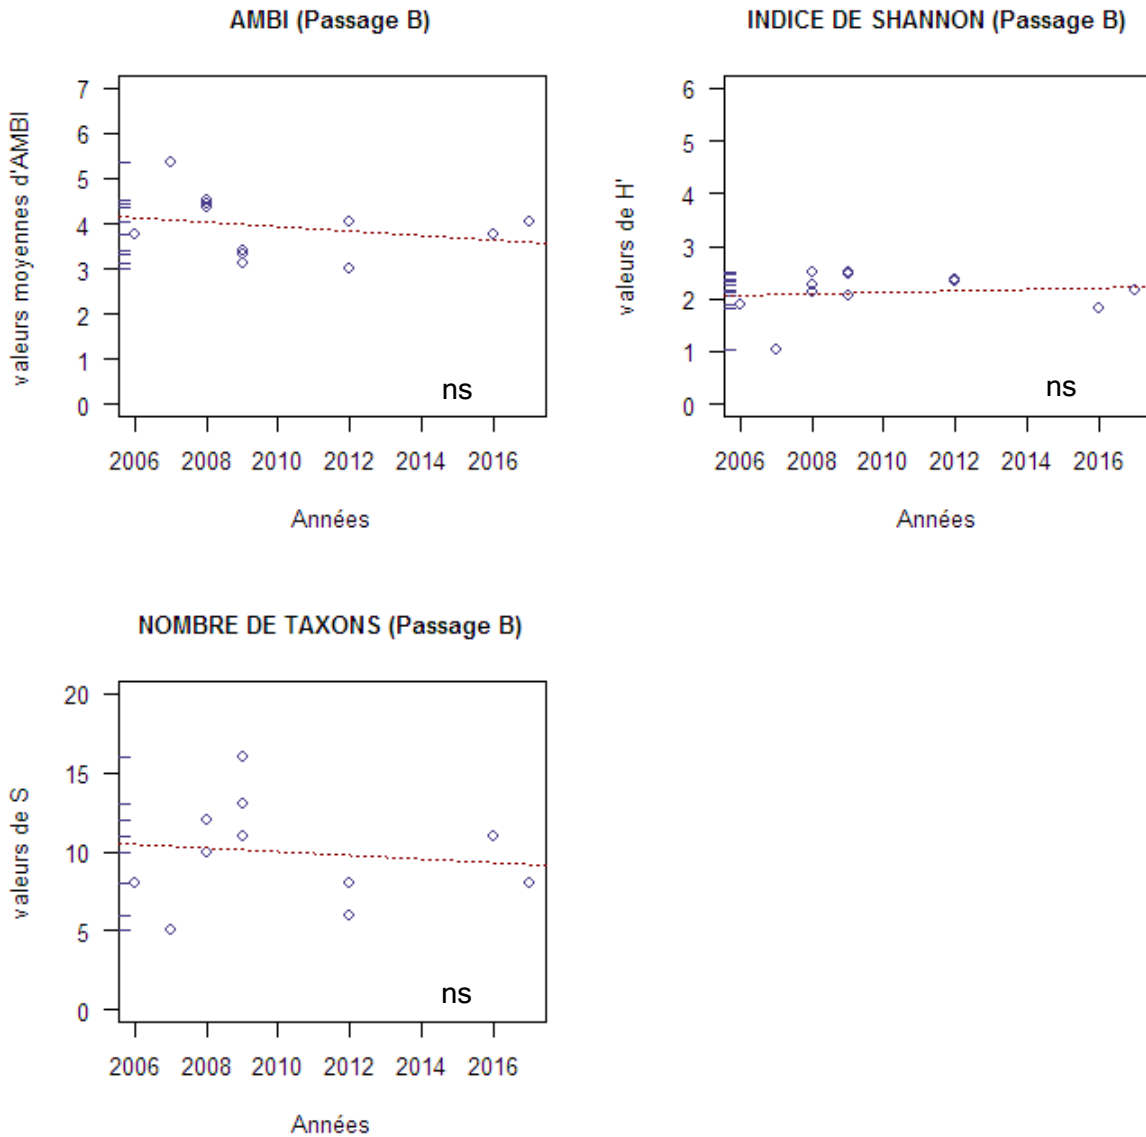 AMBI (Passage B)
valeurs moyennes d'AMBI
7
6
5
4
3
2
1
0
ns
2006 2008 2010 2012 2014 2016
Années
INDICE DE SHANNON (Passage B)
valeurs de H'
6
5
4
3
2
1
0
ns
2006 2008 2010 2012 2014 2016
Années
NOMBRE DE TAXONS (Passage B)
valeurs de S
20
15
10
5
0
ns
2006 2008 2010 2012 2014 2016
Années